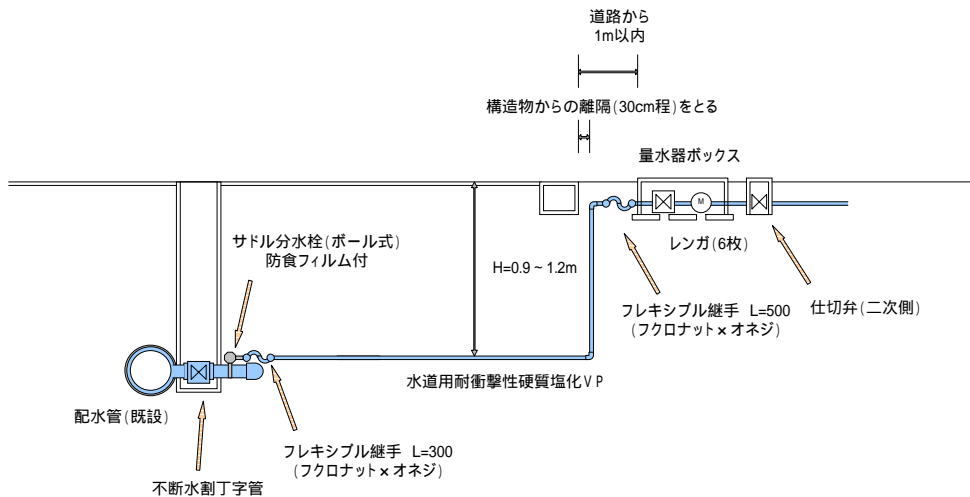 道路から
1m以内
構造物からの離隔(30cm程)をとる
量水器ボックス
M
サドル分水栓(ボール式)
防食フィルム付
H=0.9 ~ 1.2m
レンガ(6枚)
フレキシブル継手 L=500
(フクロナット×オネジ)
仕切弁(二次側)
水道用耐衝撃性硬質塩化VP
配水管(既設)
フレキシブル継手 L=300
(フクロナット×オネジ)
不断水割丁字管